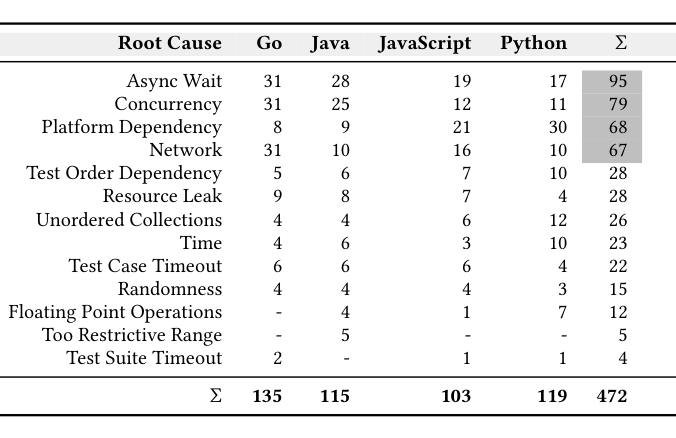 Root Cause Go Java JavaScript Python Σ
Async Wait 31 28 19 17 95
Concurrency 31 25 12 11 79
Platform Dependency 8 9 21 30 68
Network 31 10 16 10 67
Test Order Dependency 5 6 7 10 28
Resource Leak 9 8 7 4 28
Unordered Collections 4 4 6 12 26
Time 4 6 3 10 23
Test Case Timeout 6 6 6 4 22
Randomness 4 4 4 3 15
Floating Point Operations - 4 1 7 12
Too Restrictive Range - 5 - - 5
Test Suite Timeout 2 - 1 1 4
Σ 135 115 103 119 472